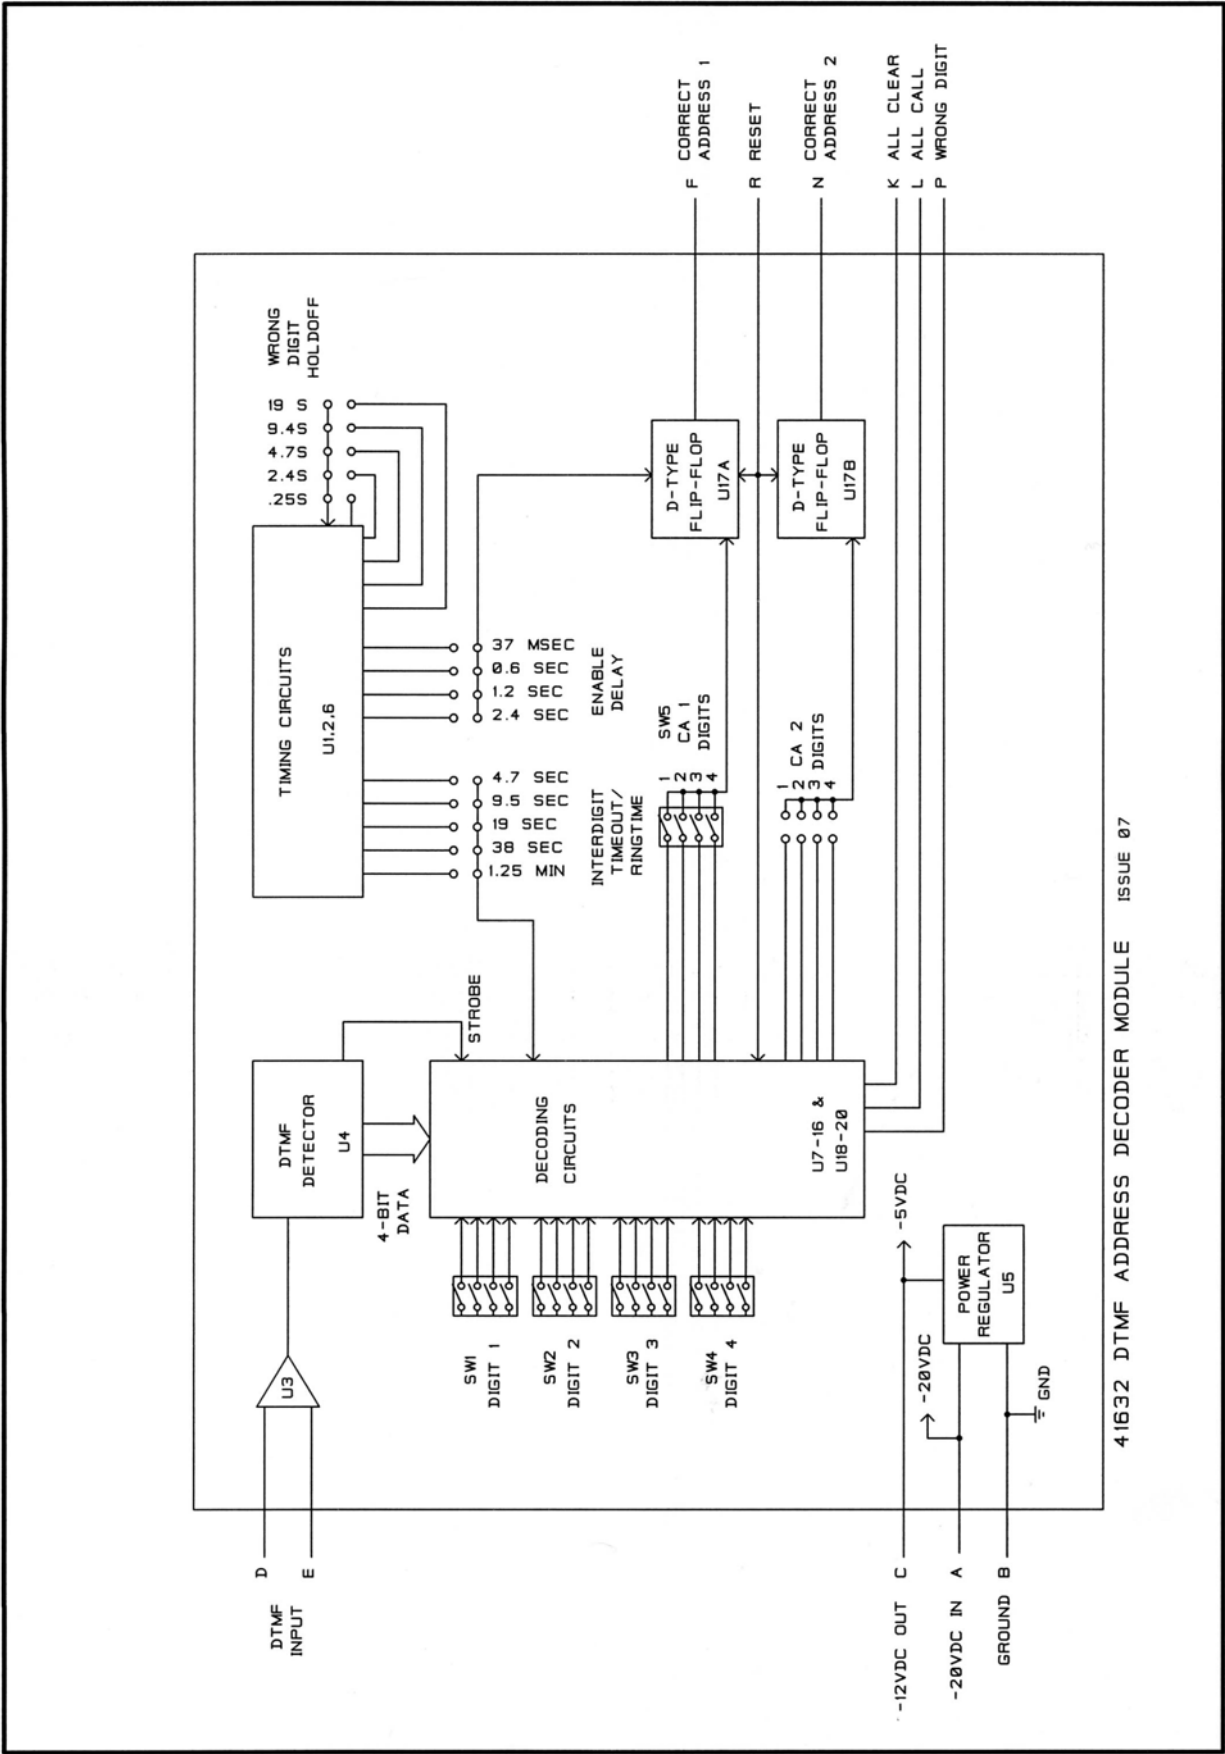 DTMF
INPUT
D
E
U3
DTMF
DETECTOR
U4
4-BIT
DATA
STROBE
TIMING CIRCUITS
U1,2,6
WRONG
DIGIT
HOLDOFF
19 S
9.4S
4.7S
2.4S
.25S
1.25 MIN
38 SEC
19 SEC
9.5 SEC
4.7 SEC
INTERDIGIT
TIMEOUT/
RINGTIME
2.4 SEC
1.2 SEC
0.6 SEC
37 MSEC
ENABLE
DELAY
SW1
DIGIT 1
SW2
DIGIT 2
SW3
DIGIT 3
SW4
DIGIT 4
DECODING
CIRCUITS
U7-16 &
U18-20
SW5
CA 1
DIGITS
1
2
3
4
CA 2
DIGITS
1
2
3
4
D-TYPE
FLIP-FLOP
U17A
D-TYPE
FLIP-FLOP
U17B
F CORRECT
ADDRESS 1
R RESET
N CORRECT
ADDRESS 2
K ALL CLEAR
L ALL CALL
P WRONG DIGIT
-12VDC OUT C
-20VDC IN A
GROUND B
-5VDC
-20VDC
POWER
REGULATOR
U5
GND
41632 DTMF ADDRESS DECODER MODULE ISSUE 07